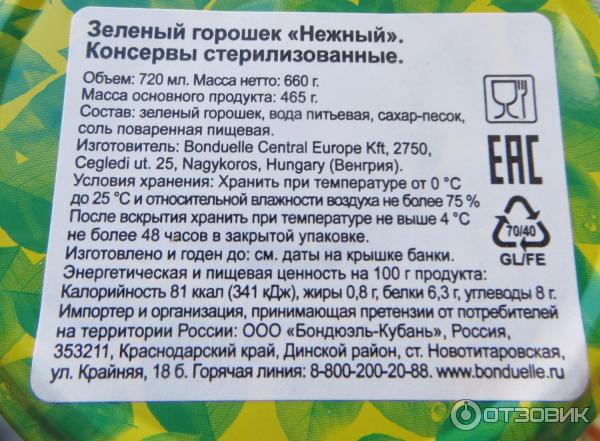 Зеленый горошек «Нежный».
Консервы стерилизованные.
Объем: 720 мл. Масса нетто: 660 г.
Масса основного продукта: 465 г.
Состав: зеленый горошек, вода питьевая, сахар-песок,
соль поваренная пищевая.
Изготовитель: Bonduelle Central Europe Kft, 2750,
Cegledi ut. 25, Nagykoros, Hungary (Венгрия).
Условия хранения: Хранить при температуре от 0 °C
до 25 °C и относительной влажности воздуха не более 75 %
После вскрытия хранить при температуре не выше 4 °C
не более 48 часов в закрытой упаковке.
Изготовлено и годен до: см. даты на крышке банки.
Энергетическая и пищевая ценность на 100 г продукта:
Калорийность 81 ккал (341 кДж), жиры 0,8 г, белки 6,3 г, углеводы 8 г.
Импортер и организация, принимающая претензии от потребителей
на территории России: ООО «Бондюэль-Кубань», Россия,
353211, Краснодарский край, Динской район, ст. Новотитаровская,
ул. Крайняя, 18 б. Горячая линия: 8-800-200-20-88. www.bonduelle.ru
EAC
70/40
GL/FE
ОТЗОВИК